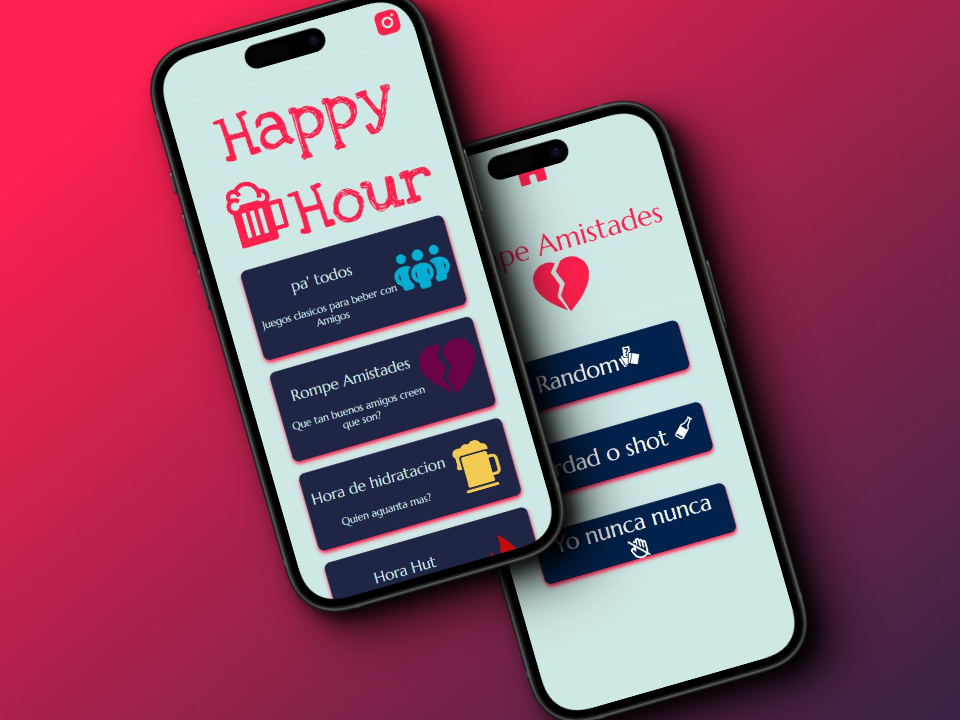 Happy
Hour
pa' todos
Juegos clasicos para beber con
Amigos
Rompe Amistades
Que tan buenos amigos creen
que son?
Hora de hidratacion
Quien aguanta mas?
Hora Hut
pe Amistades
Random
rdad o shot
Yo nunca nunca